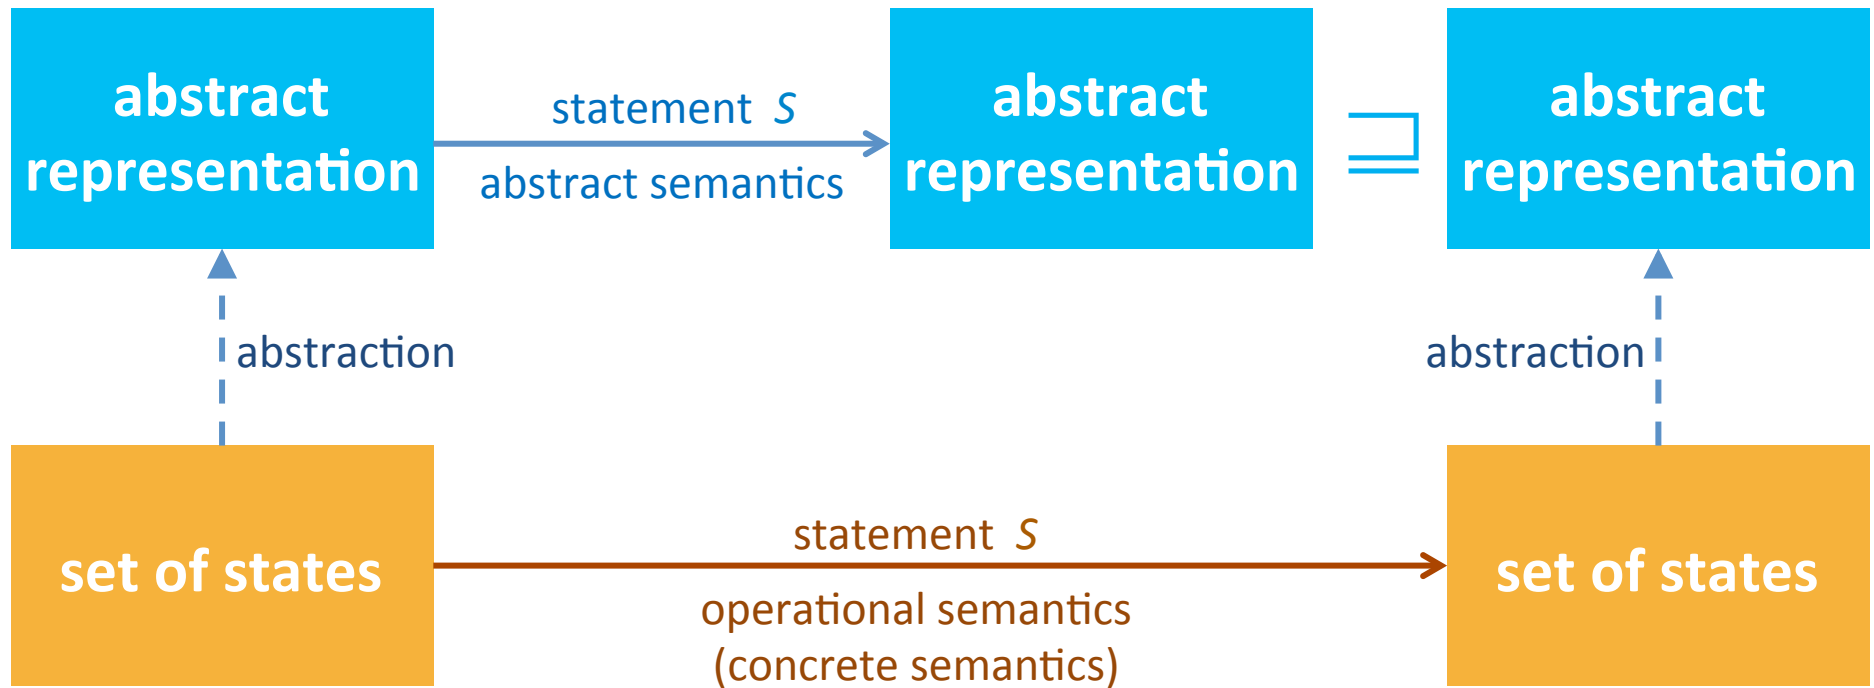 abstract
representation
statement S
abstract semantics
abstract
representation
⊒
abstract
representation
abstraction
abstraction
set of states
statement S
operational semantics
(concrete semantics)
set of states